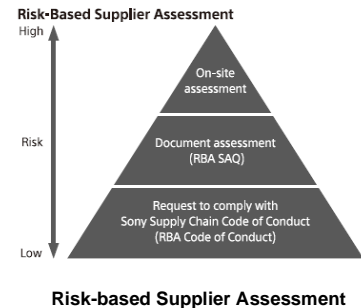 Risk-Based Supplier Assessment
High
On-site
assessment
Risk
Document assessment
(RBA SAQ)
Request to comply with
Sony Supply Chain Code of Conduct
(RBA Code of Conduct)
Low
Risk-based Supplier Assessment